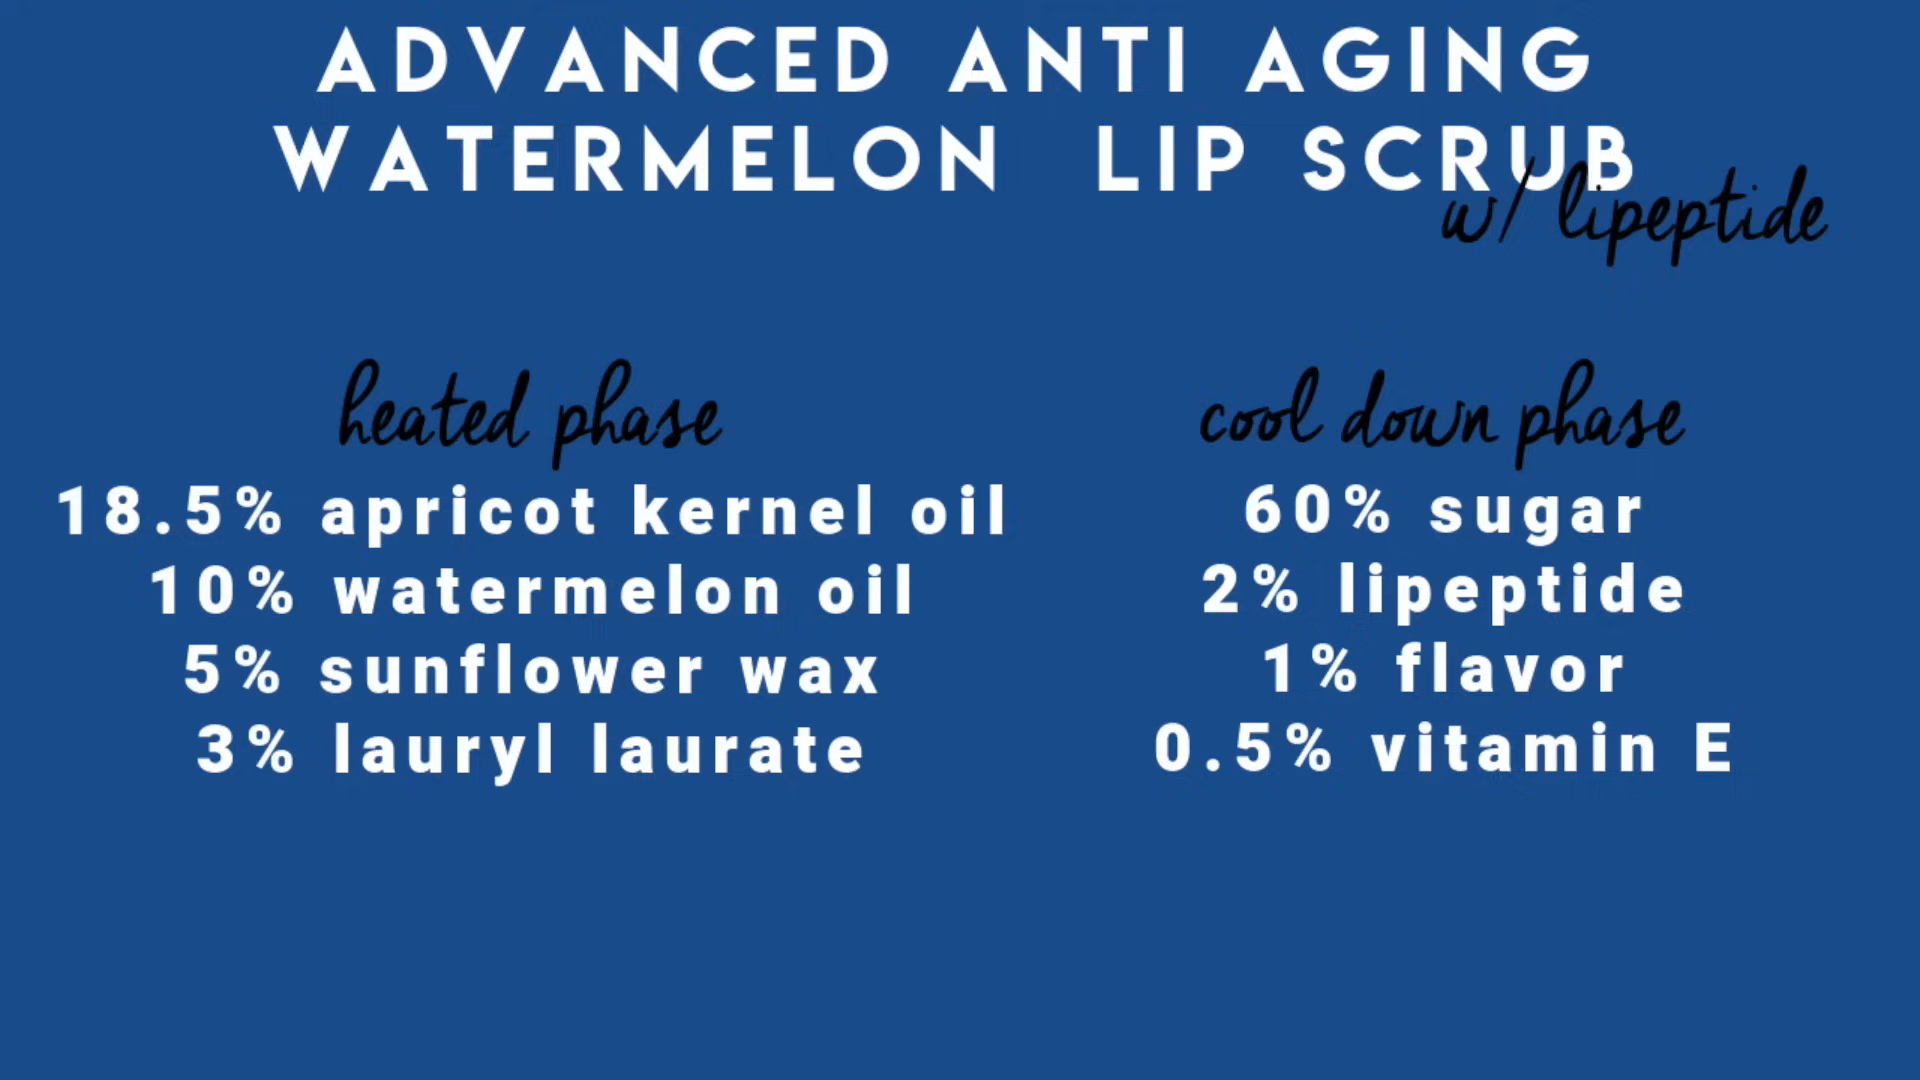 ADVANCED ANTI AGING
WATERMELON LIP SCRUB
w/ lipeptide
heated phase
18.5% apricot kernel oil
10% watermelon oil
5% sunflower wax
3% lauryl laurate
cool down phase
60% sugar
2% lipeptide
1% flavor
0.5% vitamin E